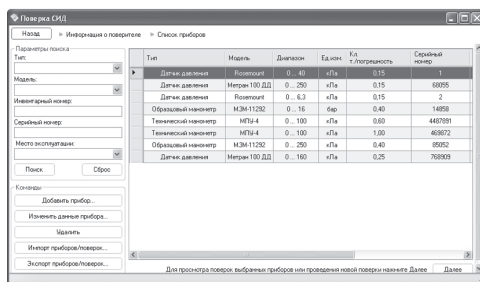 Поверка СИД
Назад » Информация о поверителе » Список приборов
Параметры поиска
Тип:
Модель:
Инвентарный номер:
Серийный номер:
Место эксплуатации:
Поиск Сброс
Команды
Добавить прибор...
Изменить данные прибора...
Удалить
Импорт приборов/поверок...
Экспорт приборов/поверок...
Тип Модель Диапазон Ед.изм. Кл. т./погрешность Серийный номер
Датчик давления Rosemount 0 ... 40 кПа 0,15 1
Датчик давления Метран 100 ДД 0 ... 250 кПа 0,15 68055
Датчик давления Rosemount 0 ... 6,3 кПа 0,15 2
Образцовый манометр МЭМ-11292 0 ... 16 бар 0,40 14858
Технический манометр МПУ-4 0 ... 100 кПа 0,60 4487891
Технический манометр МПУ-4 0 ... 100 кПа 1,00 469872
Образцовый манометр МЭМ-11292 0 ... 250 кПа 0,40 85052
Датчик давления Метран 100 ДД 0 ... 160 кПа 0,25 768909
Для просмотра поверок выбранных приборов или проведения новой поверки нажмите Далее Далее